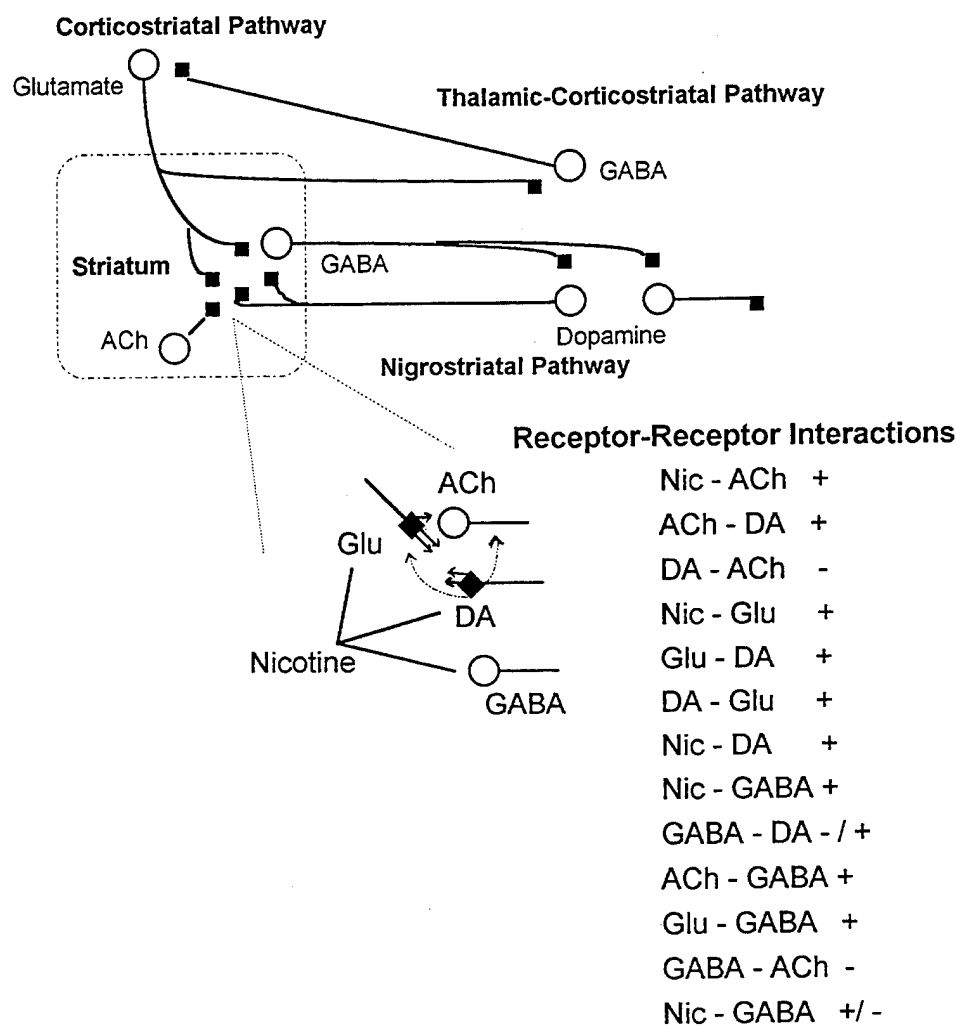 Corticostriatal Pathway
Glutamate
Thalamic-Corticostriatal Pathway
GABA
Striatum
GABA
ACh
Dopamine
Nigrostriatal Pathway
Receptor-Receptor Interactions
ACh
Glu
DA
Nicotine
GABA
Nic - ACh +
ACh - DA +
DA - ACh -
Nic - Glu +
Glu - DA +
DA - Glu +
Nic - DA +
Nic - GABA +
GABA - DA - / +
ACh - GABA +
Glu - GABA +
GABA - ACh -
Nic - GABA +/ -